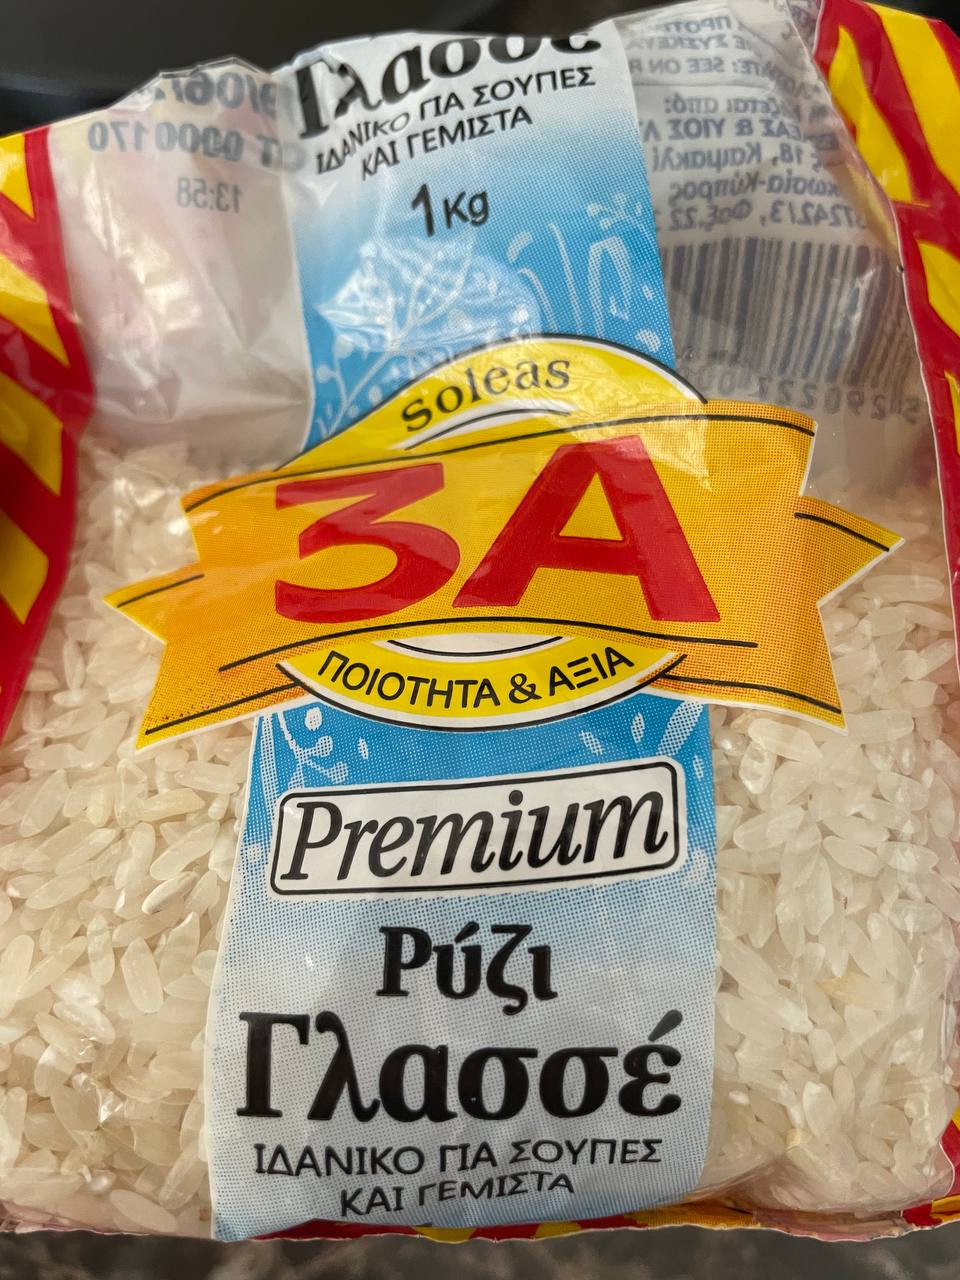 Γλασσέ
ΙΔΑΝΙΚΟ ΓΙΑ ΣΟΥΠΕΣ
ΚΑΙ ΓΕΜΙΣΤΑ
1Kg
0000170
13:58
soleas
3A
ΠΟΙΟΤΗΤΑ & ΑΞΙΑ
Premium
Ρύζι
Γλασσέ
ΙΔΑΝΙΚΟ ΓΙΑ ΣΟΥΠΕΣ
ΚΑΙ ΓΕΜΙΣΤΑ